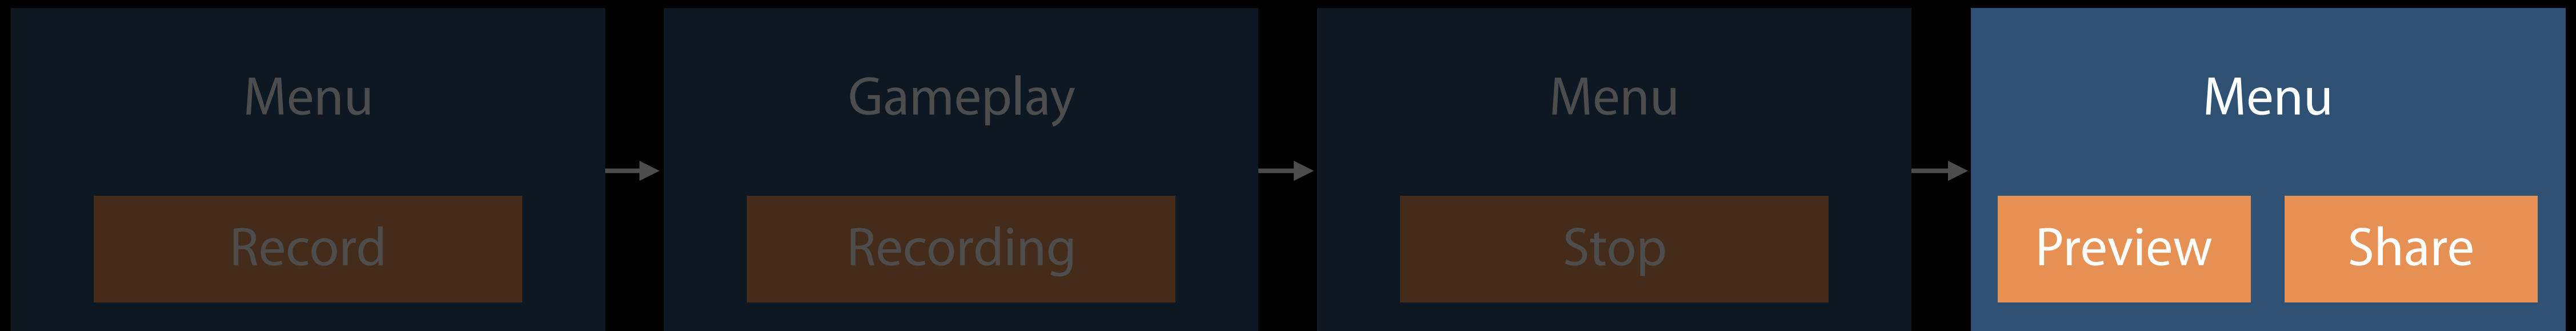 Menu
Record
Gameplay
Recording
Menu
Stop
Menu
Preview
Share